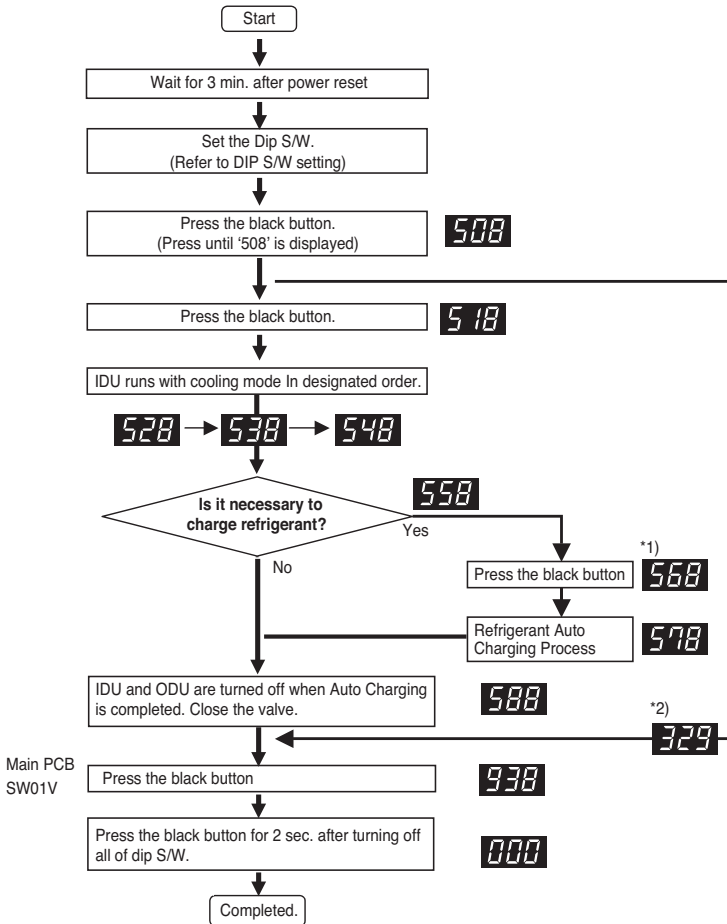 Start
Wait for 3 min. after power reset
Set the Dip S/W.
(Refer to DIP S/W setting)
Press the black button.
(Press until ‘508’ is displayed)
508
Press the black button.
518
IDU runs with cooling mode In designated order.
528
538
548
558
Is it necessary to
charge refrigerant?
Yes
No
*1)
Press the black button
568
Refrigerant Auto
Charging Process
578
IDU and ODU are turned off when Auto Charging
is completed. Close the valve.
588
*2)
329
Main PCB
SW01V
Press the black button
938
Press the black button for 2 sec. after turning off
all of dip S/W.
000
Completed.